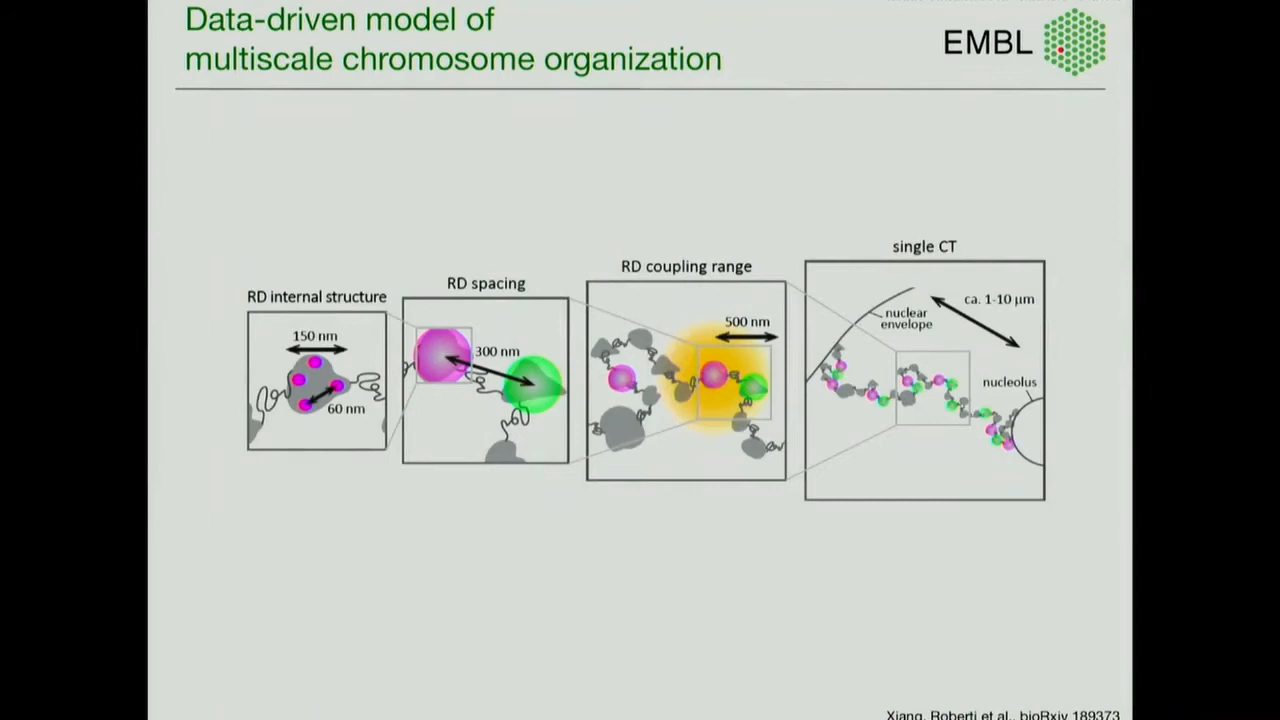 Data-driven model of
multiscale chromosome organization
EMBL
single CT
RD coupling range
RD spacing
RD internal structure
ca. 1-10 µm
nuclear
envelope
500 nm
150 nm
300 nm
nucleolus
60 nm
Xiang, Roberti et al., bioRxiv 189373